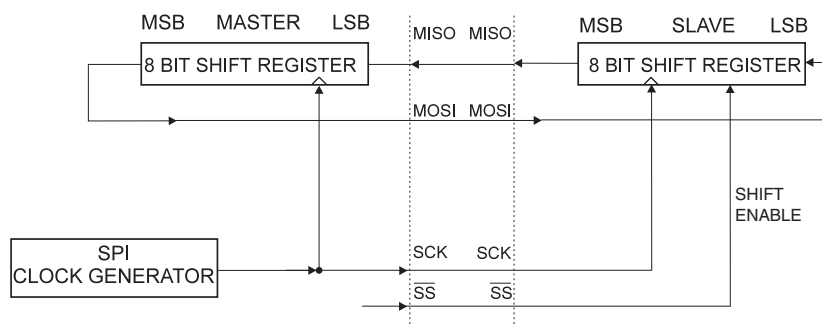 MSB MASTER LSB
MISO MISO
MSB SLAVE LSB
8 BIT SHIFT REGISTER
8 BIT SHIFT REGISTER
MOSI MOSI
SHIFT
ENABLE
SPI
CLOCK GENERATOR
SCK SCK
SS SS